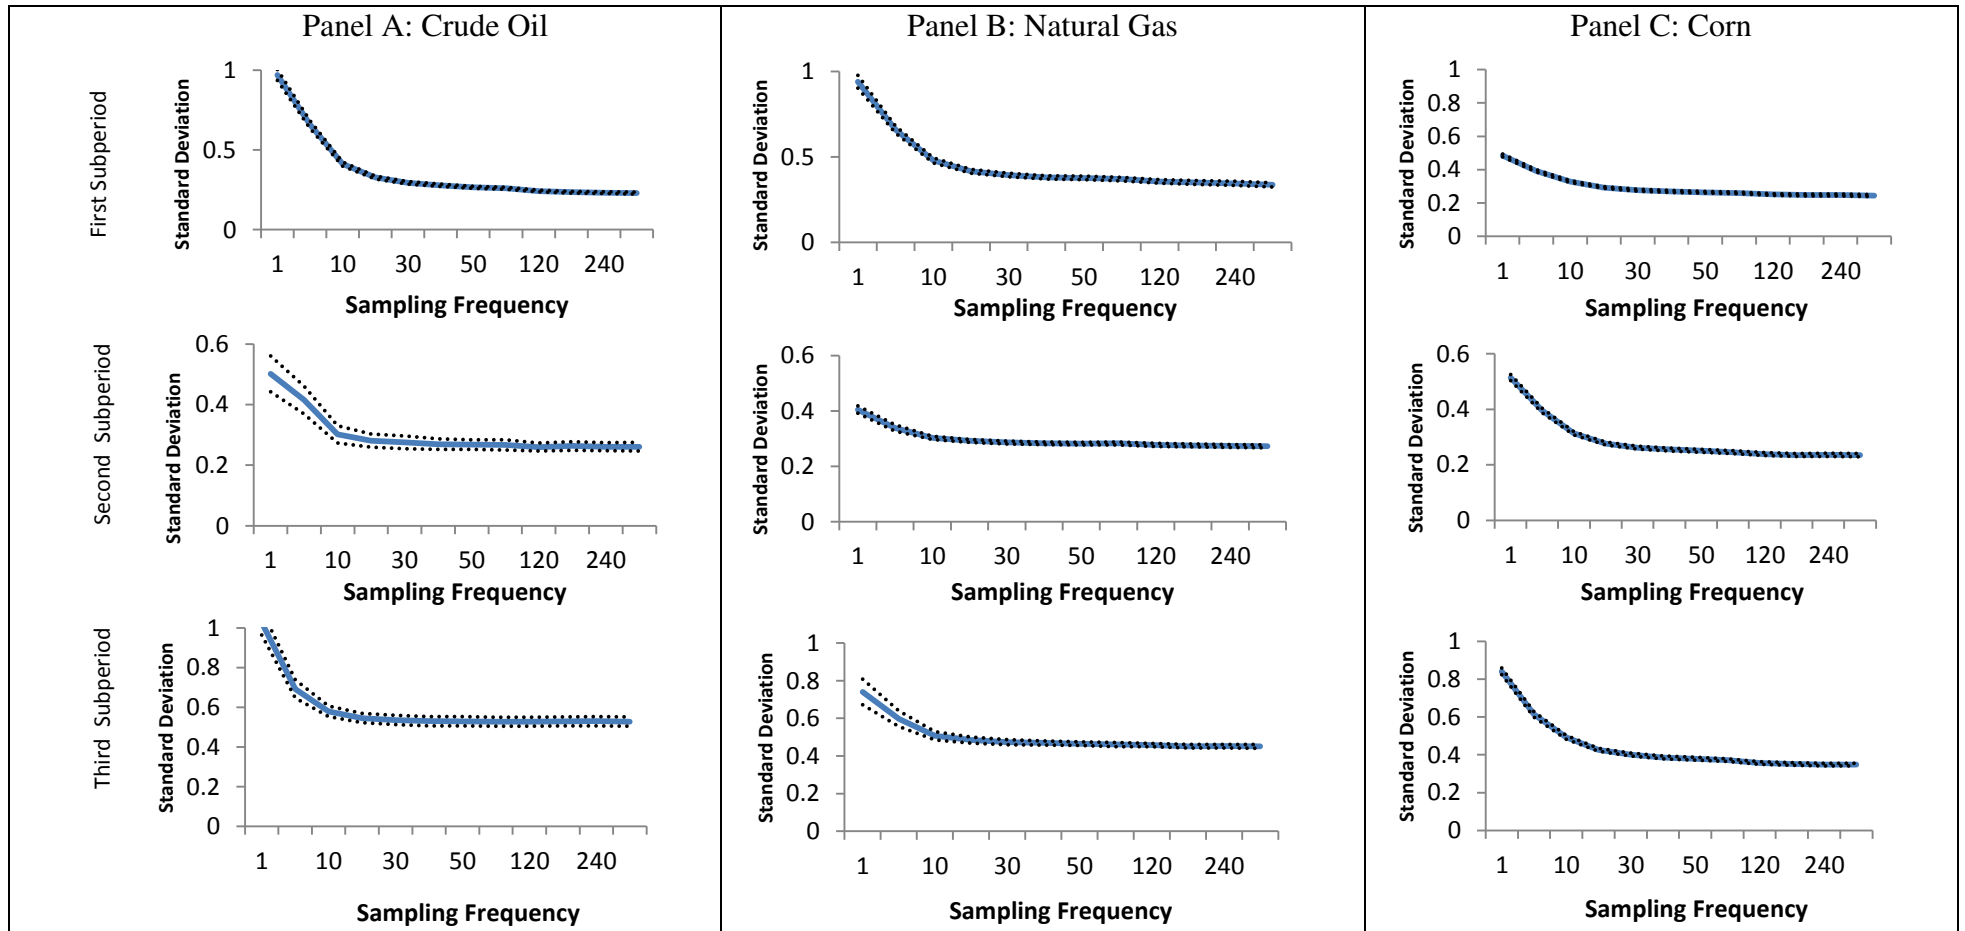 Panel A: Crude Oil
Panel B: Natural Gas
Panel C: Corn
First Subperiod
Standard Deviation
1
0.5
0
1 10 30 50 120 240
Sampling Frequency
Standard Deviation
1
0.5
0
1 10 30 50 120 240
Sampling Frequency
Standard Deviation
1
0.8
0.6
0.4
0.2
0
1 10 30 50 120 240
Sampling Frequency
Second Subperiod
Standard Deviation
0.6
0.4
0.2
0
1 10 30 50 120 240
Sampling Frequency
Standard Deviation
0.6
0.4
0.2
0
1 10 30 50 120 240
Sampling Frequency
Standard Deviation
0.6
0.4
0.2
0
1 10 30 50 120 240
Sampling Frequency
Third Subperiod
Standard Deviation
1
0.8
0.6
0.4
0.2
0
1 10 30 50 120 240
Sampling Frequency
Standard Deviation
1
0.8
0.6
0.4
0.2
0
1 10 30 50 120 240
Sampling Frequency
Standard Deviation
1
0.8
0.6
0.4
0.2
0
1 10 30 50 120 240
Sampling Frequency